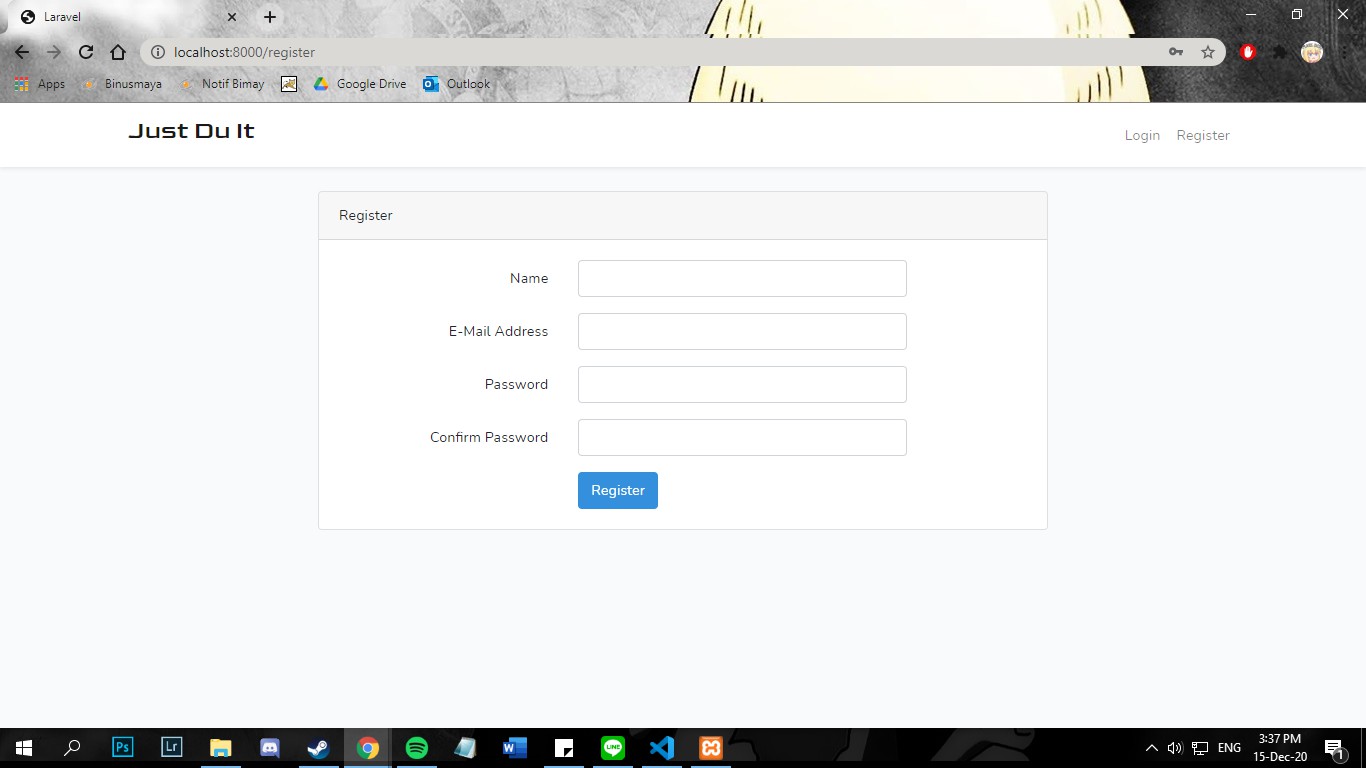 Laravel
localhost:8000/register
Apps Binusmaya Notif Bimay Google Drive Outlook
Just Du It
Login Register
Register
Name
E-Mail Address
Password
Confirm Password
Register
Ps Lr W LINE ENG 3:37 PM
15-Dec-20 1